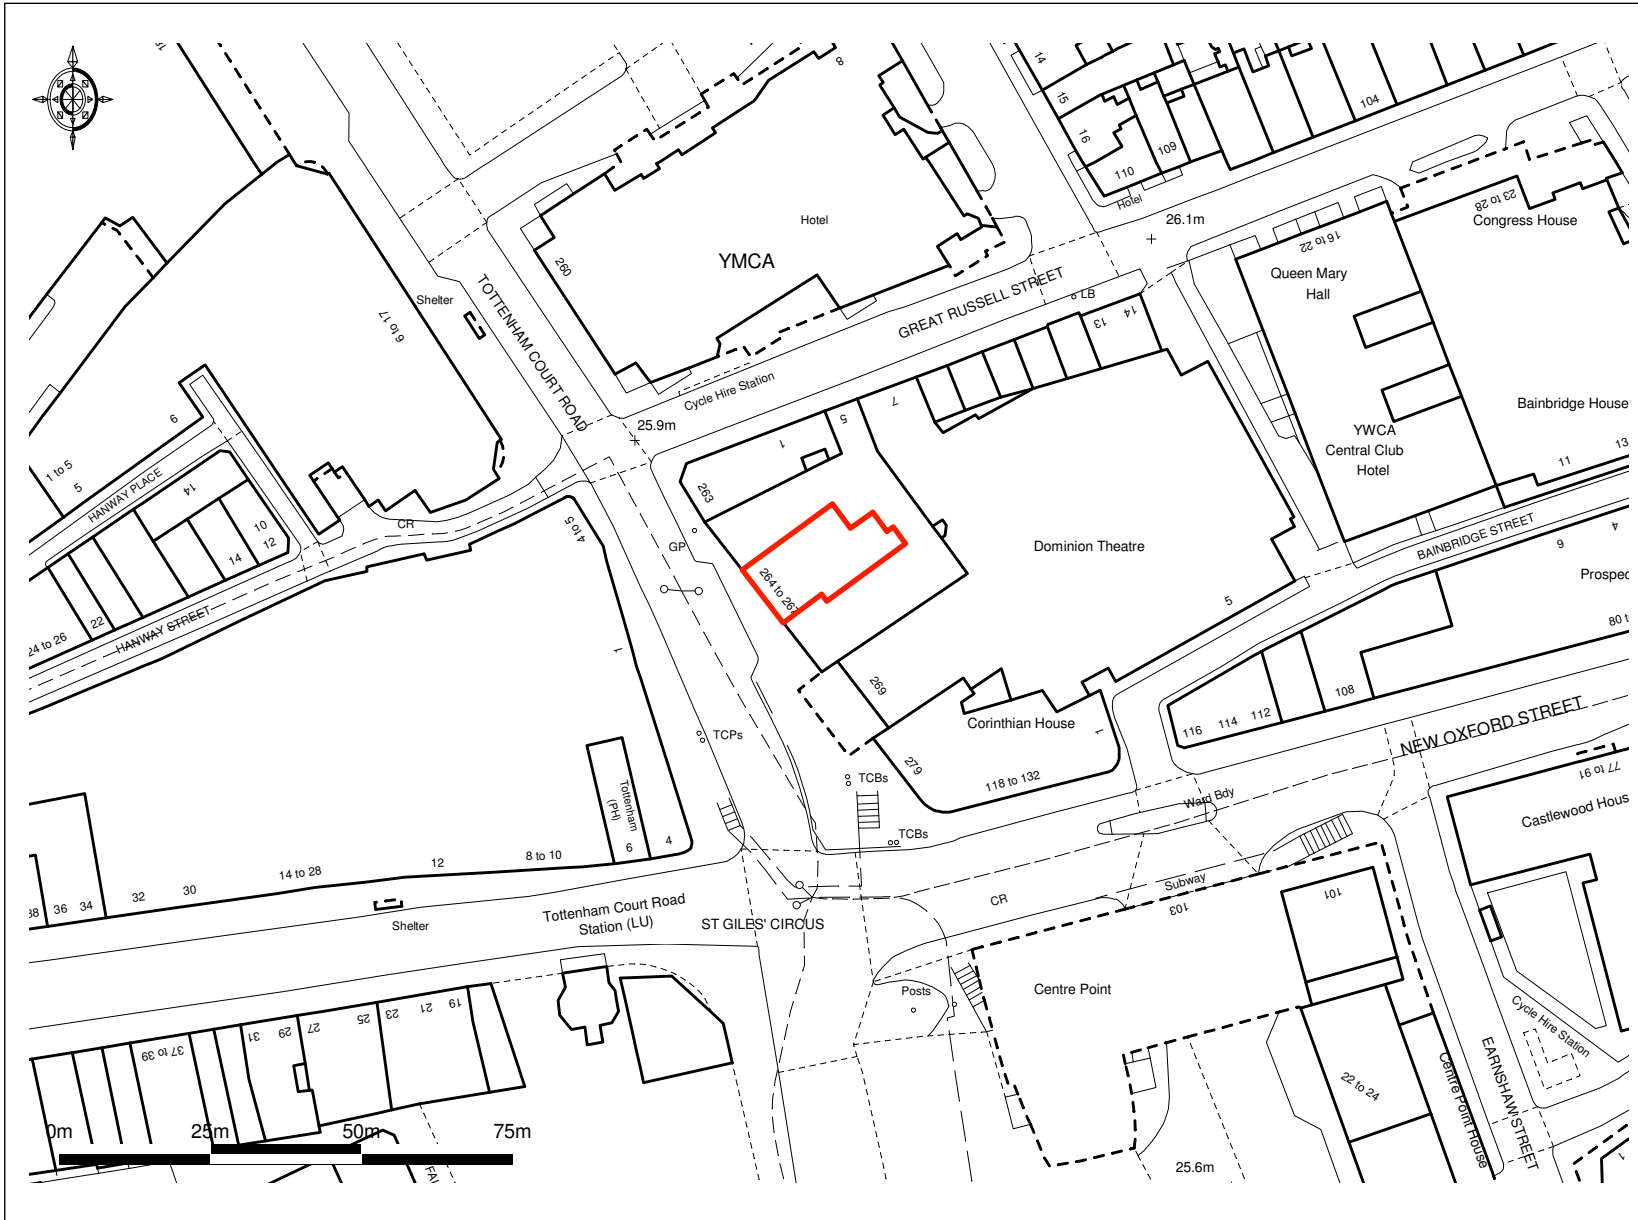 8
14
15
16
104
109
110
Hotel
Hotel
26.1m
23 to 28
Congress House
16 to 22
YMCA
260
Queen Mary
Hall
TOTTENHAM COURT ROAD
Shelter
9 to 17
GREAT RUSSELL STREET
LB
13
14
Cycle Hire Station
Bainbridge House
6
25.9m
7
5
1
YWCA
Central Club
Hotel
1 to 5
5
HANWAY PLACE
14
263
11
13
10
12
14
CR
4 to 5
GP
Dominion Theatre
BAINBRIDGE STREET
4
6
264 to 267
Prospec
5
24 to 26
22
HANWAY STREET
1
80 to
269
108
112
114
116
Corinthian House
1
NEW OXFORD STREET
TCPs
279
118 to 132
TCBs
77 to 91
Tottenham
(PH)
Ward Bdy
Castlewood Hous
TCBs
6
4
8 to 10
12
14 to 28
30
32
34
36
38
Subway
103
101
CR
Shelter
Tottenham Court Road
Station (LU)
ST GILES' CIRCUS
Posts
Centre Point
19
21
23
25
27
29
31
37 to 39
Cycle Hire Station
EARNSHAW STREET
Centre Point House
22 to 24
0m
25m
50m
75m
25.6m
1